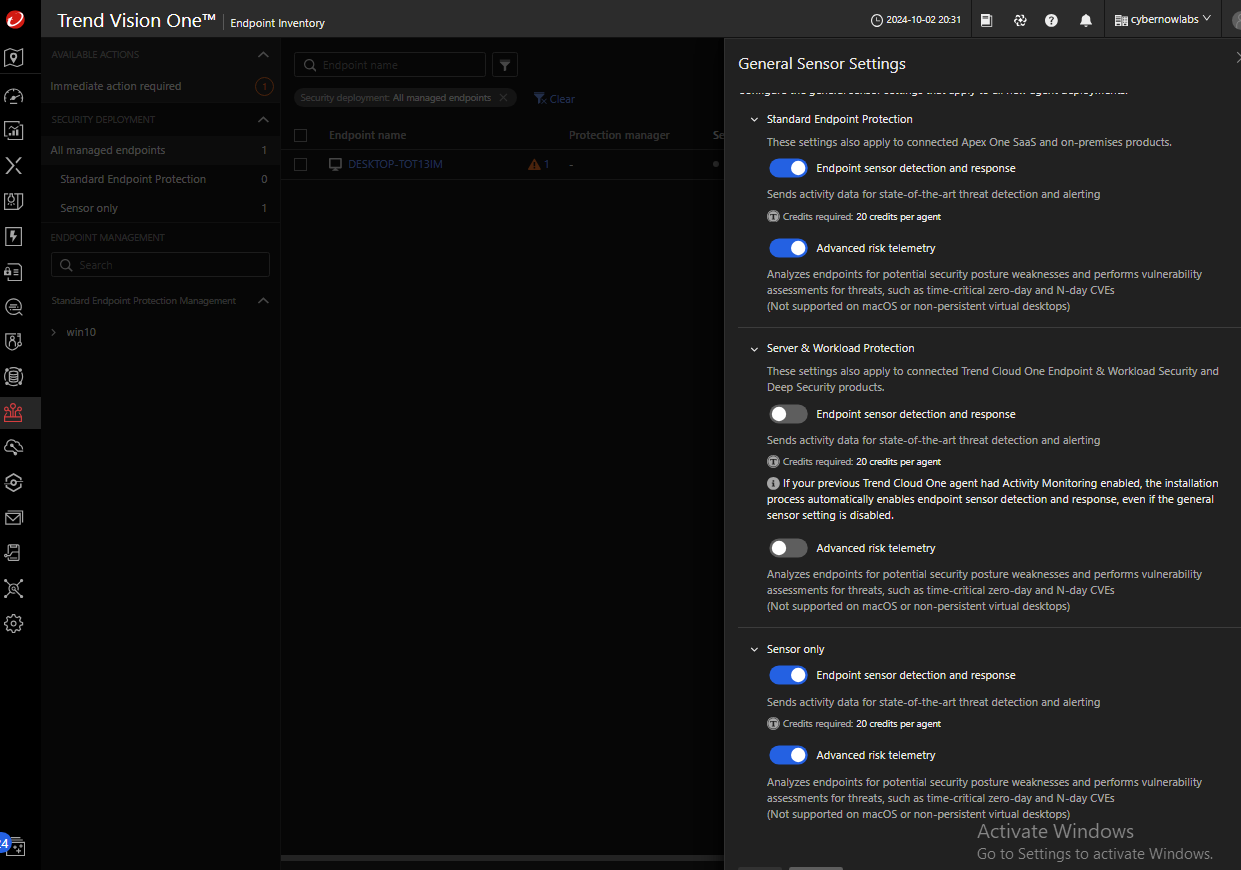 Trend Vision One™ | Endpoint Inventory
2024-10-02 20:31
cybernowlabs
AVAILABLE ACTIONS
Immediate action required 1
SECURITY DEPLOYMENT
All managed endpoints 1
Standard Endpoint Protection 0
Sensor only 1
ENDPOINT MANAGEMENT
Search
Standard Endpoint Protection Management
win10
Endpoint name
Security deployment: All managed endpoints
Clear
Endpoint name Protection manager Se
DESKTOP-TOT13IM 1 -
General Sensor Settings
Configure the general sensor settings that apply to all new agent deployments.
Standard Endpoint Protection
These settings also apply to connected Apex One SaaS and on-premises products.
Endpoint sensor detection and response
Sends activity data for state-of-the-art threat detection and alerting
Credits required: 20 credits per agent
Advanced risk telemetry
Analyzes endpoints for potential security posture weaknesses and performs vulnerability
assessments for threats, such as time-critical zero-day and N-day CVEs
(Not supported on macOS or non-persistent virtual desktops)
Server & Workload Protection
These settings also apply to connected Trend Cloud One Endpoint & Workload Security and
Deep Security products.
Endpoint sensor detection and response
Sends activity data for state-of-the-art threat detection and alerting
Credits required: 20 credits per agent
If your previous Trend Cloud One agent had Activity Monitoring enabled, the installation
process automatically enables endpoint sensor detection and response, even if the general
sensor setting is disabled.
Advanced risk telemetry
Analyzes endpoints for potential security posture weaknesses and performs vulnerability
assessments for threats, such as time-critical zero-day and N-day CVEs
(Not supported on macOS or non-persistent virtual desktops)
Sensor only
Endpoint sensor detection and response
Sends activity data for state-of-the-art threat detection and alerting
Credits required: 20 credits per agent
Advanced risk telemetry
Analyzes endpoints for potential security posture weaknesses and performs vulnerability
assessments for threats, such as time-critical zero-day and N-day CVEs
(Not supported on macOS or non-persistent virtual desktops)
Activate Windows
Go to Settings to activate Windows.
24